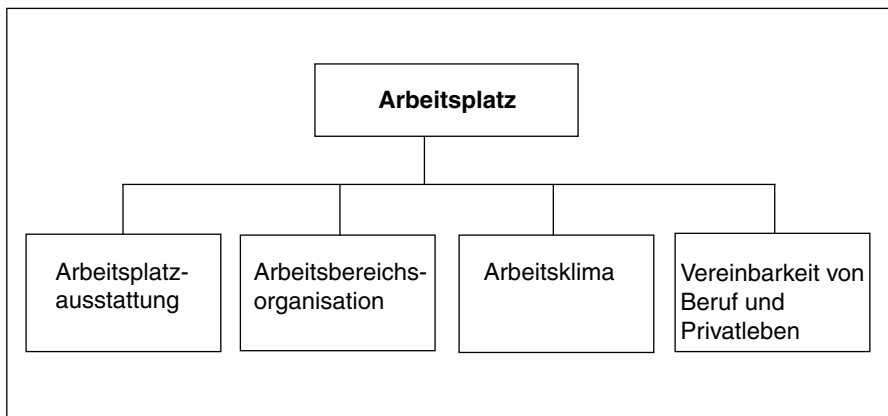 Arbeitsplatz
Arbeitsplatz-
ausstattung
Arbeitsbereichs-
organisation
Arbeitsklima
Vereinbarkeit von
Beruf und
Privatleben